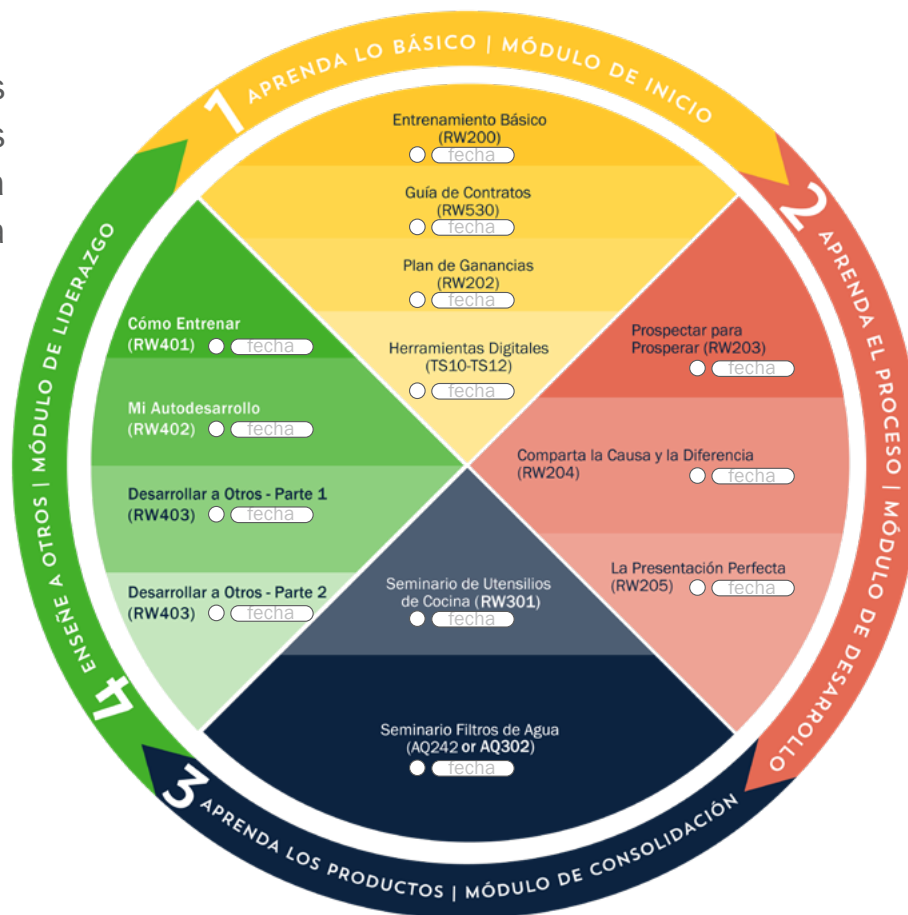 s
s
a
a
1 APRENDA LO BÁSICO | MÓDULO DE INICIO
Entrenamiento Básico
(RW200)
fecha
Guía de Contratos
(RW530)
fecha
Plan de Ganancias
(RW202)
fecha
Herramientas Digitales
(TS10-TS12)
fecha
2 APRENDA EL PROCESO | MÓDULO DE DESARROLLO
Prospectar para
Prosperar (RW203)
fecha
Comparta la Causa y la Diferencia
(RW204) fecha
La Presentación Perfecta
(RW205) fecha
3 APRENDA LOS PRODUCTOS | MÓDULO DE CONSOLIDACIÓN
Seminario de Utensilios
de Cocina (RW301)
fecha
Seminario Filtros de Agua
(AQ242 or AQ302)
fecha
4 ENSEÑE A OTROS | MÓDULO DE LIDERAZGO
Cómo Entrenar
(RW401) fecha
Mi Autodesarrollo
(RW402) fecha
Desarrollar a Otros - Parte 1
(RW403) fecha
Desarrollar a Otros - Parte 2
(RW403) fecha